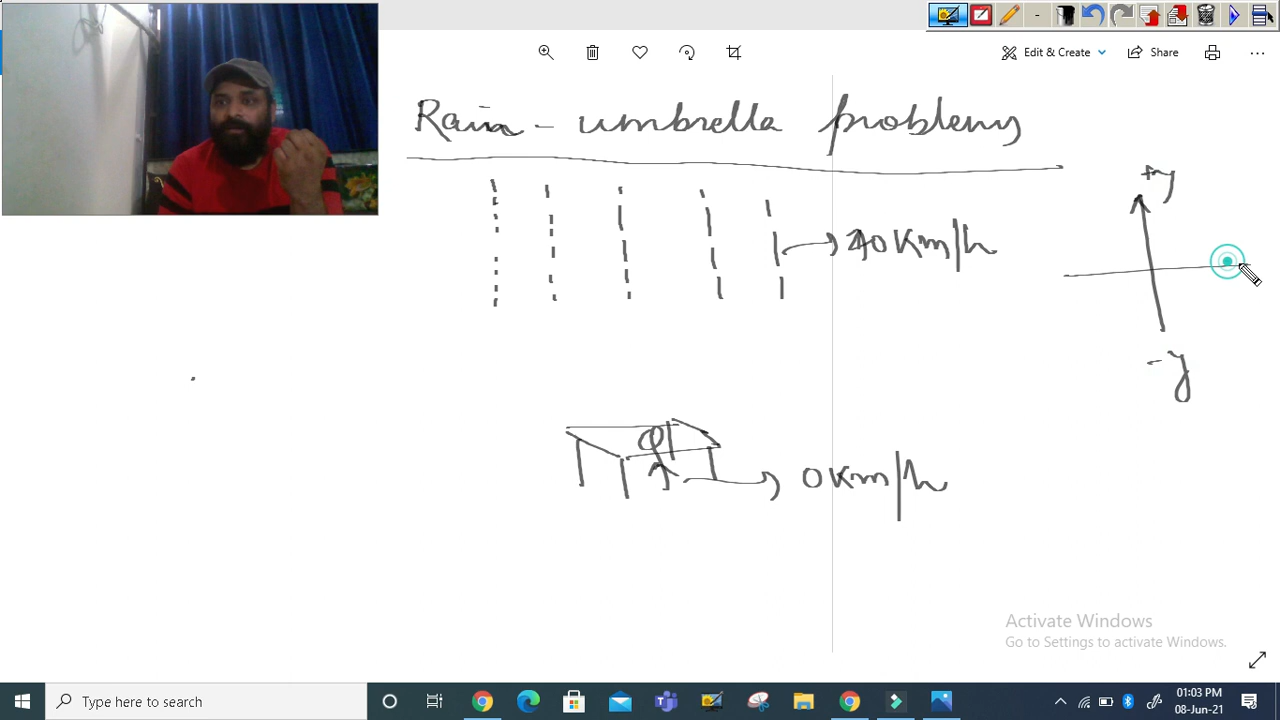 Edit & Create
Share
Rain - umbrella problems
+y
40 Km/h
-y
0 Km/h
Activate Windows
Go to Settings to activate Windows.
Type here to search
01:03 PM
08-Jun-21